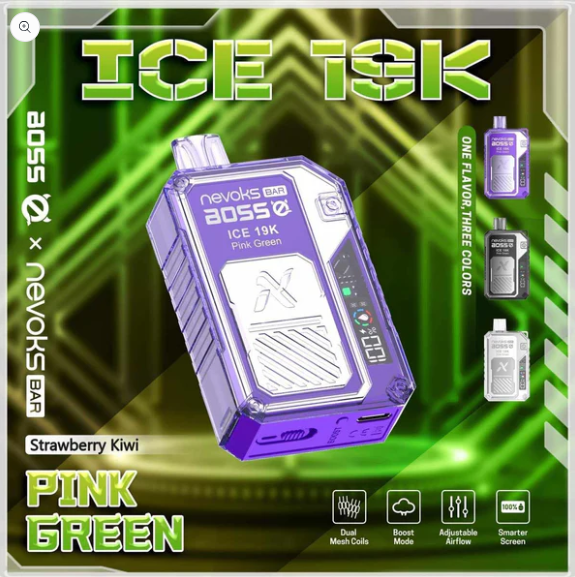 ICE 19K
BOSS Q × nevoks BAR
nevoks BAR
BOSS Q
ICE 19K
Pink Green
ONE FLAVOR, THREE COLORS
Strawberry Kiwi
PINK
GREEN
Dual
Mesh Coils
Boost
Mode
Adjustable
Airflow
100%
Smarter
Screen